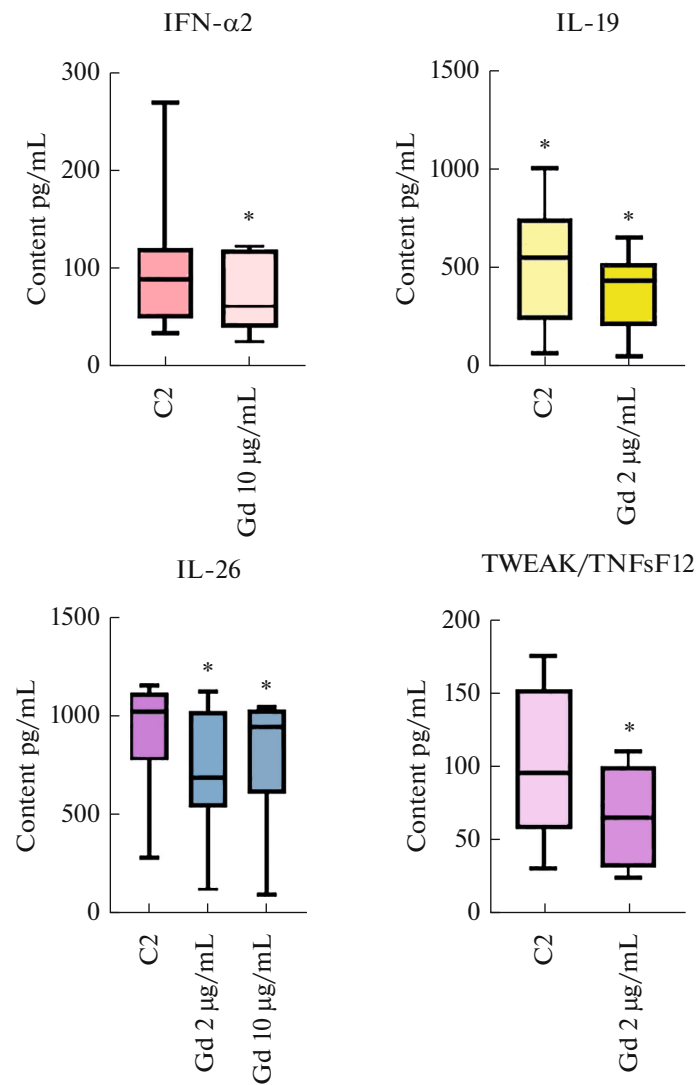 IFN-α2
Content pg/mL
300
200
100
0
*
C2
Gd 10 μg/mL
IL-19
Content pg/mL
1500
1000
500
0
*
*
C2
Gd 2 μg/mL
IL-26
Content pg/mL
1500
1000
500
0
*
*
C2
Gd 2 μg/mL
Gd 10 μg/mL
TWEAK/TNFsF12
Content pg/mL
200
150
100
50
0
*
C2
Gd 2 μg/mL